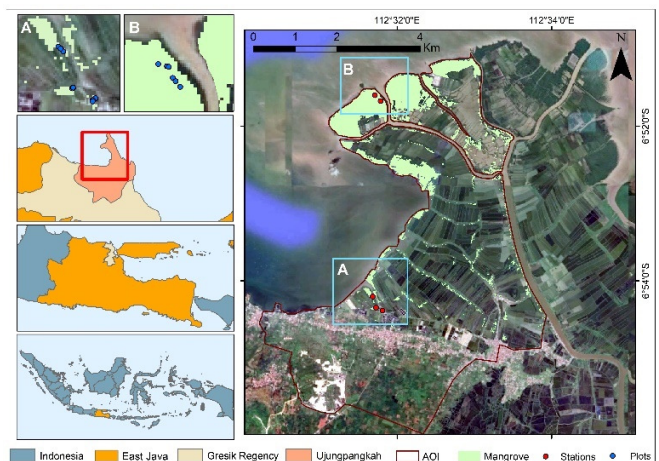 A
B
112°32'0"E
112°34'0"E
0
1
2
4
Km
N
B
6°52'0"S
A
6°54'0"S
Indonesia
East Java
Gresik Regency
Ujungpangkah
AOI
Mangrove
Stations
Plots